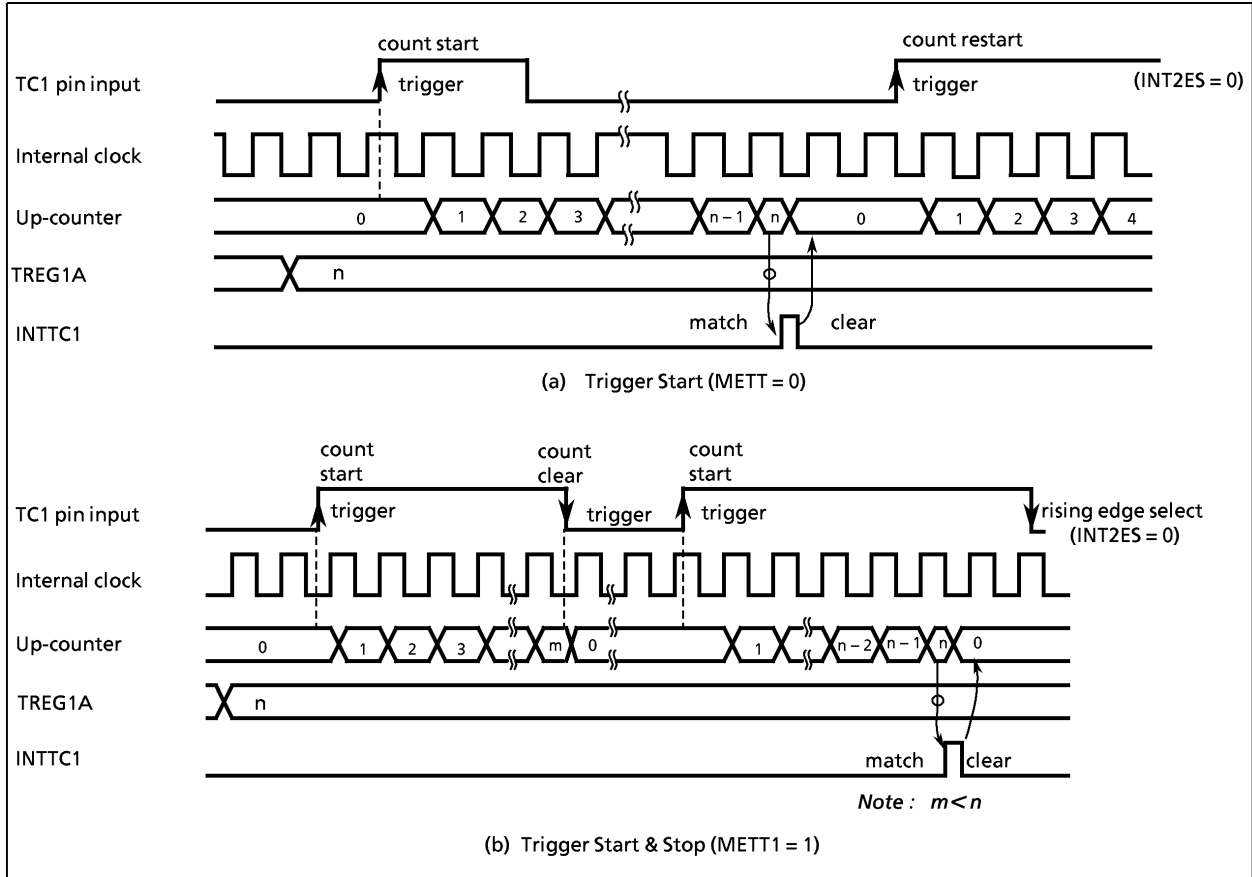 count start
count restart
TC1 pin input
trigger
trigger
(INT2ES = 0)
Internal clock
Up-counter
0
1
2
3
n – 1
n
0
1
2
3
4
TREG1A
n
INTTC1
match
clear
(a) Trigger Start (METT = 0)
count
start
count
clear
count
start
TC1 pin input
trigger
trigger
trigger
rising edge select
(INT2ES = 0)
Internal clock
Up-counter
0
1
2
3
m
0
1
n – 2
n – 1
n
0
TREG1A
n
INTTC1
match
clear
Note : m < n
(b) Trigger Start & Stop (METT1 = 1)